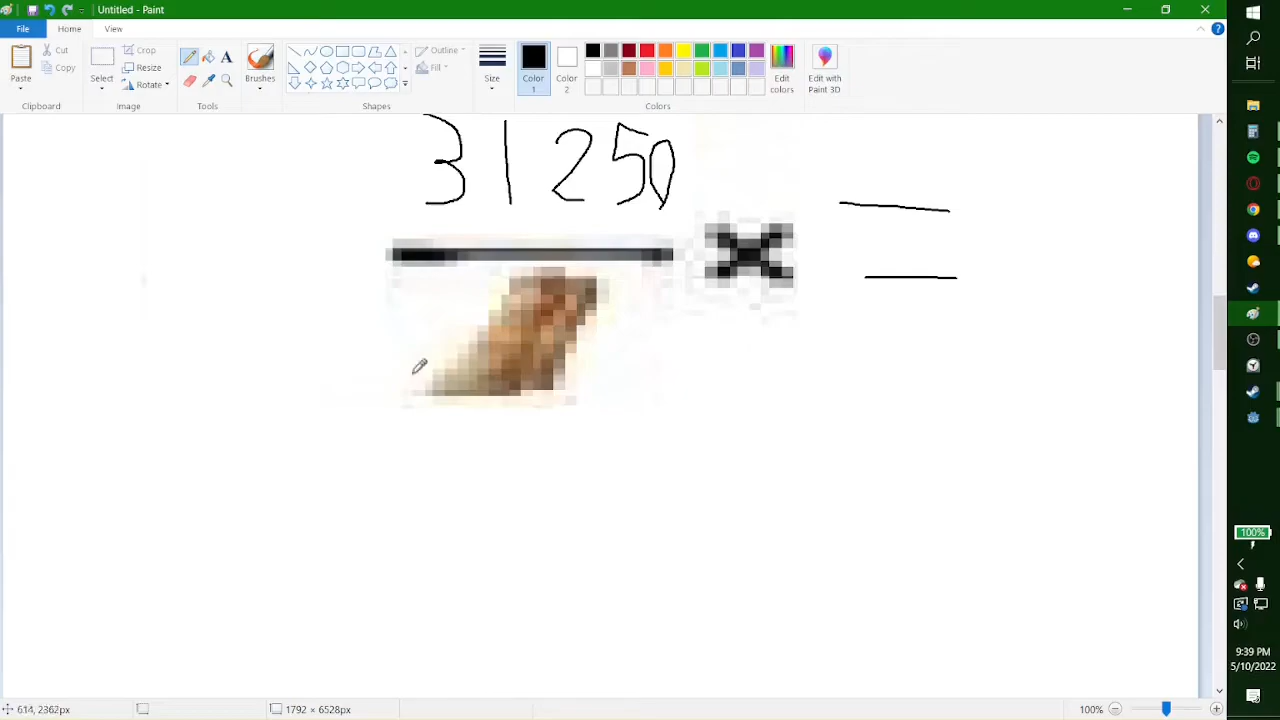 Untitled - Paint
File Home View
Paste
Cut
Copy
Clipboard
Select
Crop
Resize
Rotate
Image
A
Tools
Brushes
Outline
Fill
Shapes
Size
Color 1
Color 2
Edit colors
Colors
Edit with Paint 3D
31250
×
=
614, 2362px
1792 × 6528px
100%
100%
9:39 PM
5/10/2022